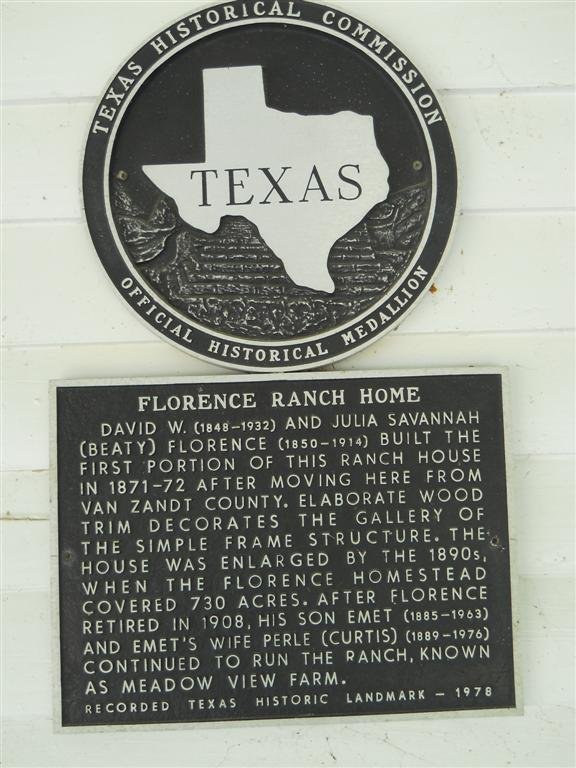 TEXAS HISTORICAL COMMISSION
TEXAS
OFFICIAL HISTORICAL MEDALLION
FLORENCE RANCH HOME
DAVID W. (1848-1932) AND JULIA SAVANNAH
(BEATY) FLORENCE (1850-1914) BUILT THE
FIRST PORTION OF THIS RANCH HOUSE
IN 1871-72 AFTER MOVING HERE FROM
VAN ZANDT COUNTY. ELABORATE WOOD
TRIM DECORATES THE GALLERY OF
THE SIMPLE FRAME STRUCTURE. THE
HOUSE WAS ENLARGED BY THE 1890s,
WHEN THE FLORENCE HOMESTEAD
COVERED 730 ACRES. AFTER FLORENCE
RETIRED IN 1908, HIS SON EMET (1885-1963)
AND EMET'S WIFE PERLE (CURTIS) (1889-1976)
CONTINUED TO RUN THE RANCH, KNOWN
AS MEADOW VIEW FARM.
RECORDED TEXAS HISTORIC LANDMARK - 1978